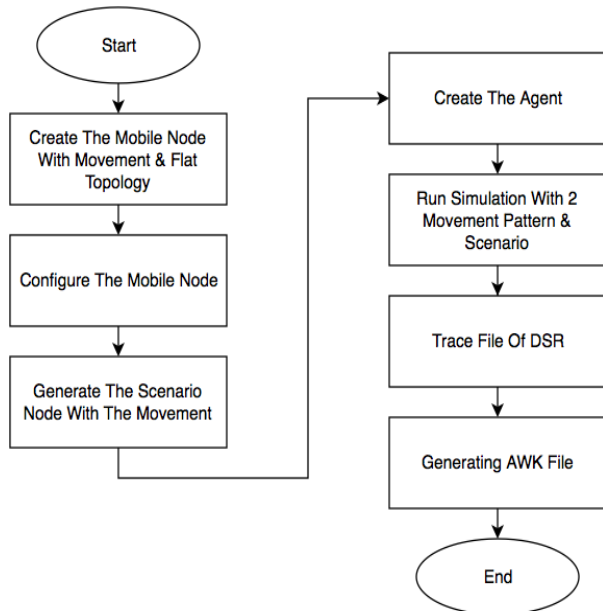 Start
Create The Mobile Node
With Movement & Flat
Topology
Configure The Mobile Node
Generate The Scenario
Node With The Movement
Create The Agent
Run Simulation With 2
Movement Pattern &
Scenario
Trace File Of DSR
Generating AWK File
End